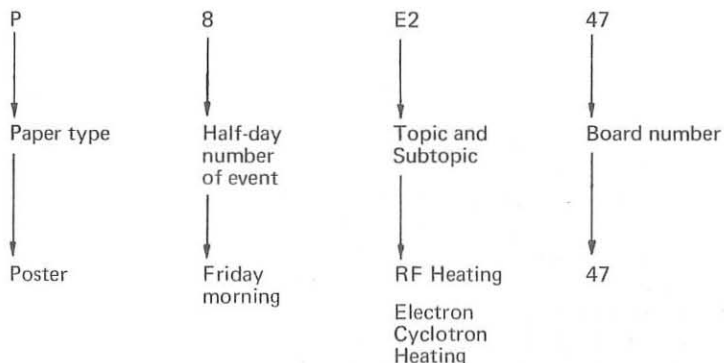 P 8 E2 47
Paper type
Half-day
number
of event
Topic and
Subtopic
Board number
Poster
Friday
morning
RF Heating
Electron
Cyclotron
Heating
47